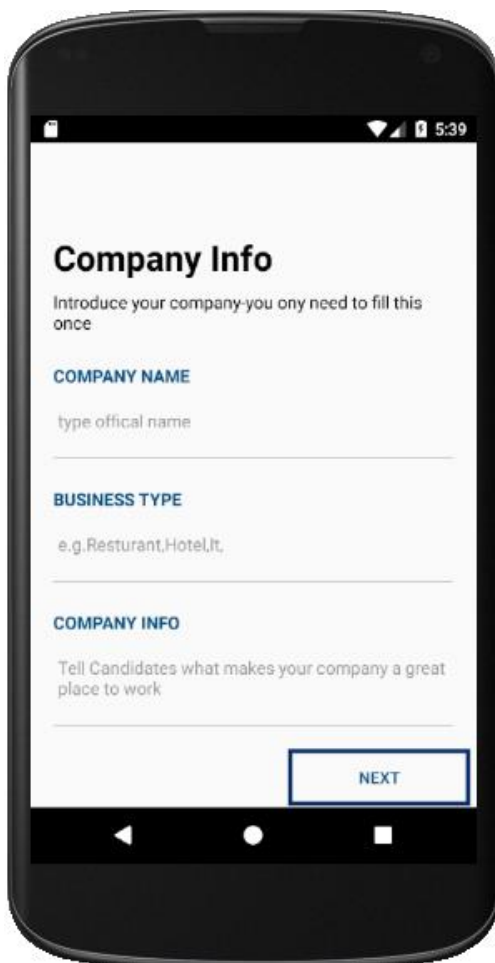 5:39
Company Info
Introduce your company-you ony need to fill this
once
COMPANY NAME
type offical name
BUSINESS TYPE
e.g.Resturant,Hotel,It,
COMPANY INFO
Tell Candidates what makes your company a great
place to work
NEXT